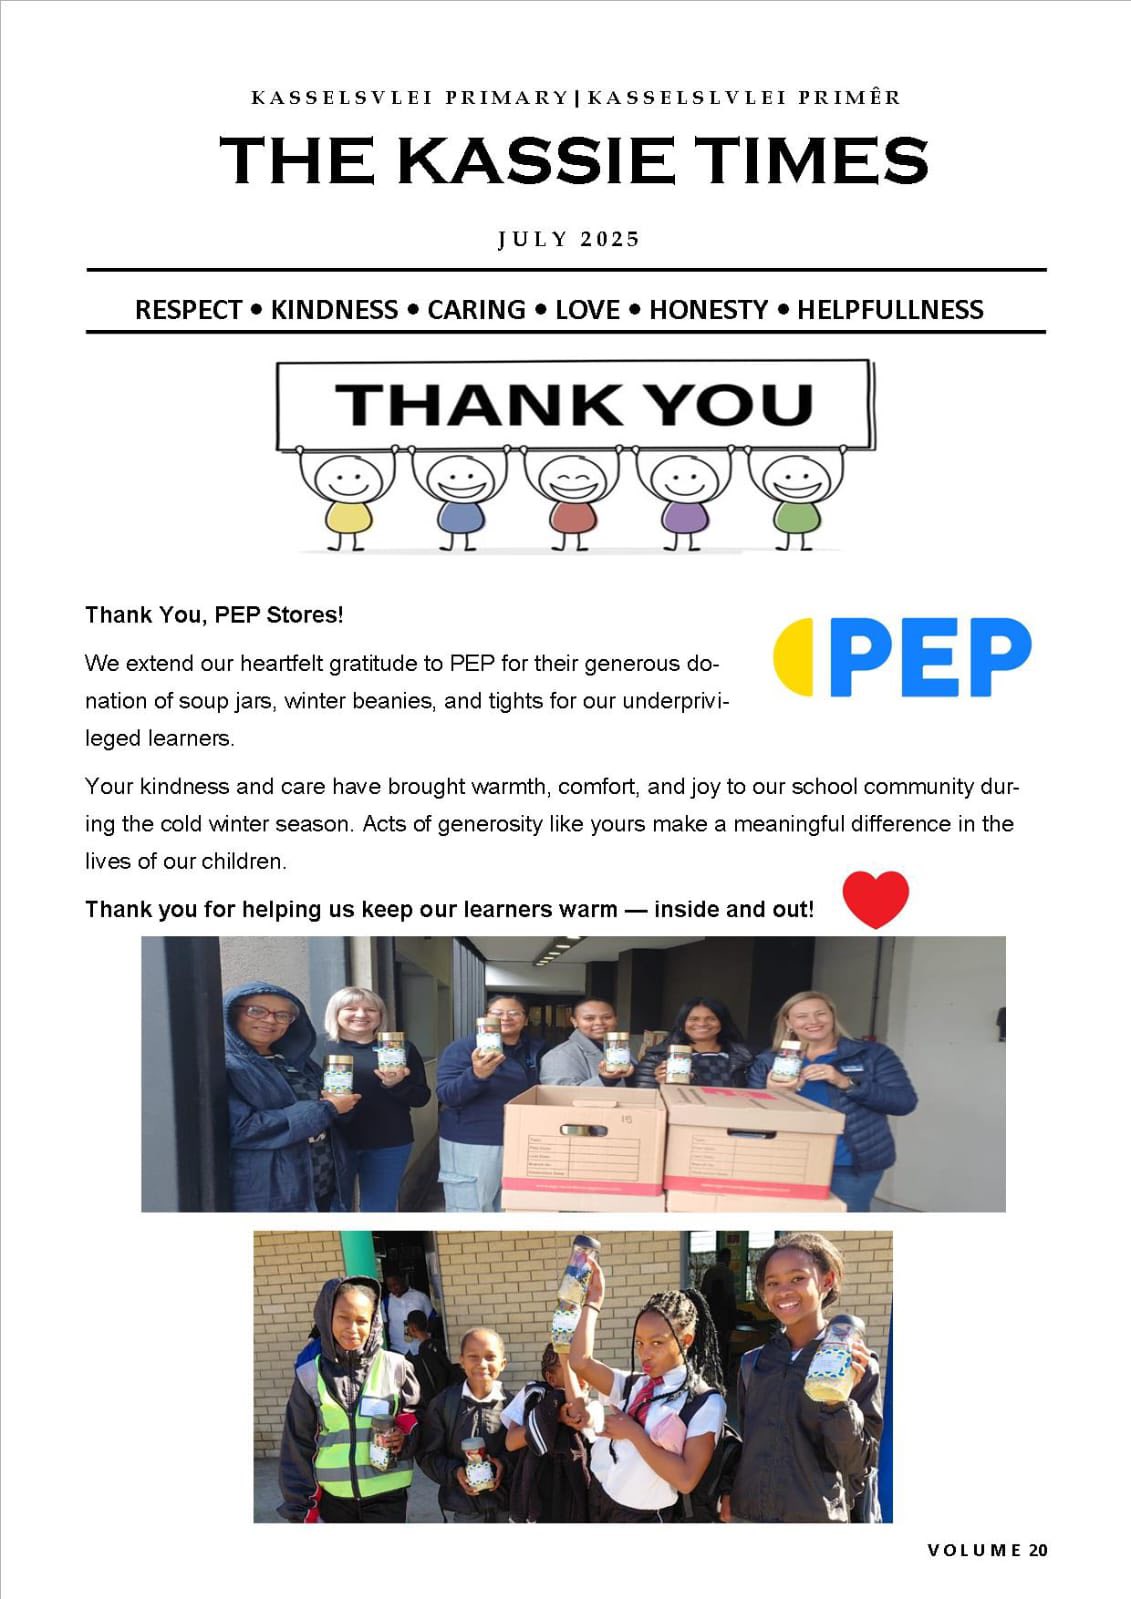 KASSELSVLEI PRIMARY|KASSELSLVLEI PRIMÊR
THE KASSIE TIMES
JULY 2025
RESPECT • KINDNESS • CARING • LOVE • HONESTY • HELPFULLNESS
THANK YOU
Thank You, PEP Stores!
PEP
We extend our heartfelt gratitude to PEP for their generous do-
nation of soup jars, winter beanies, and tights for our underprivi-
leged learners.
Your kindness and care have brought warmth, comfort, and joy to our school community dur-
ing the cold winter season. Acts of generosity like yours make a meaningful difference in the
lives of our children.
Thank you for helping us keep our learners warm — inside and out!
VOLUME 20